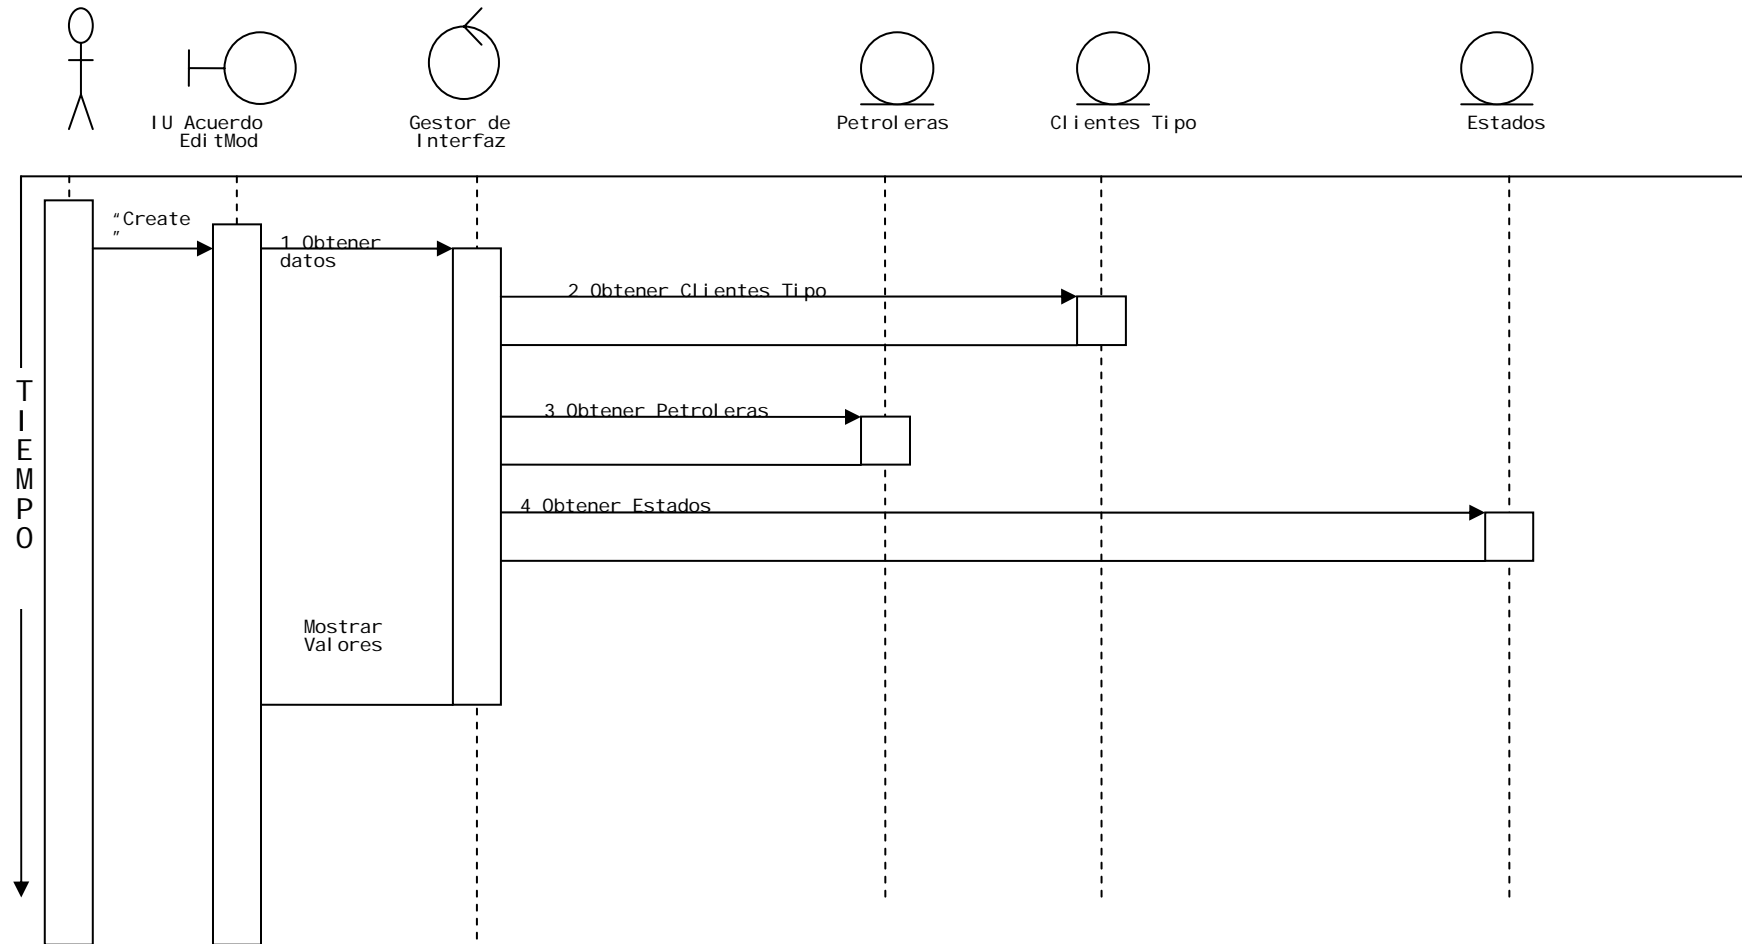 IU Acuerdo
EditMod
Gestor de
Interfaz
Petroleras
Clientes Tipo
Estados
“Create
”
1 Obtener
datos
2 Obtener Clientes Tipo
3 Obtener Petroleras
4 Obtener Estados
Mostrar
Valores
T
I
E
M
P
O